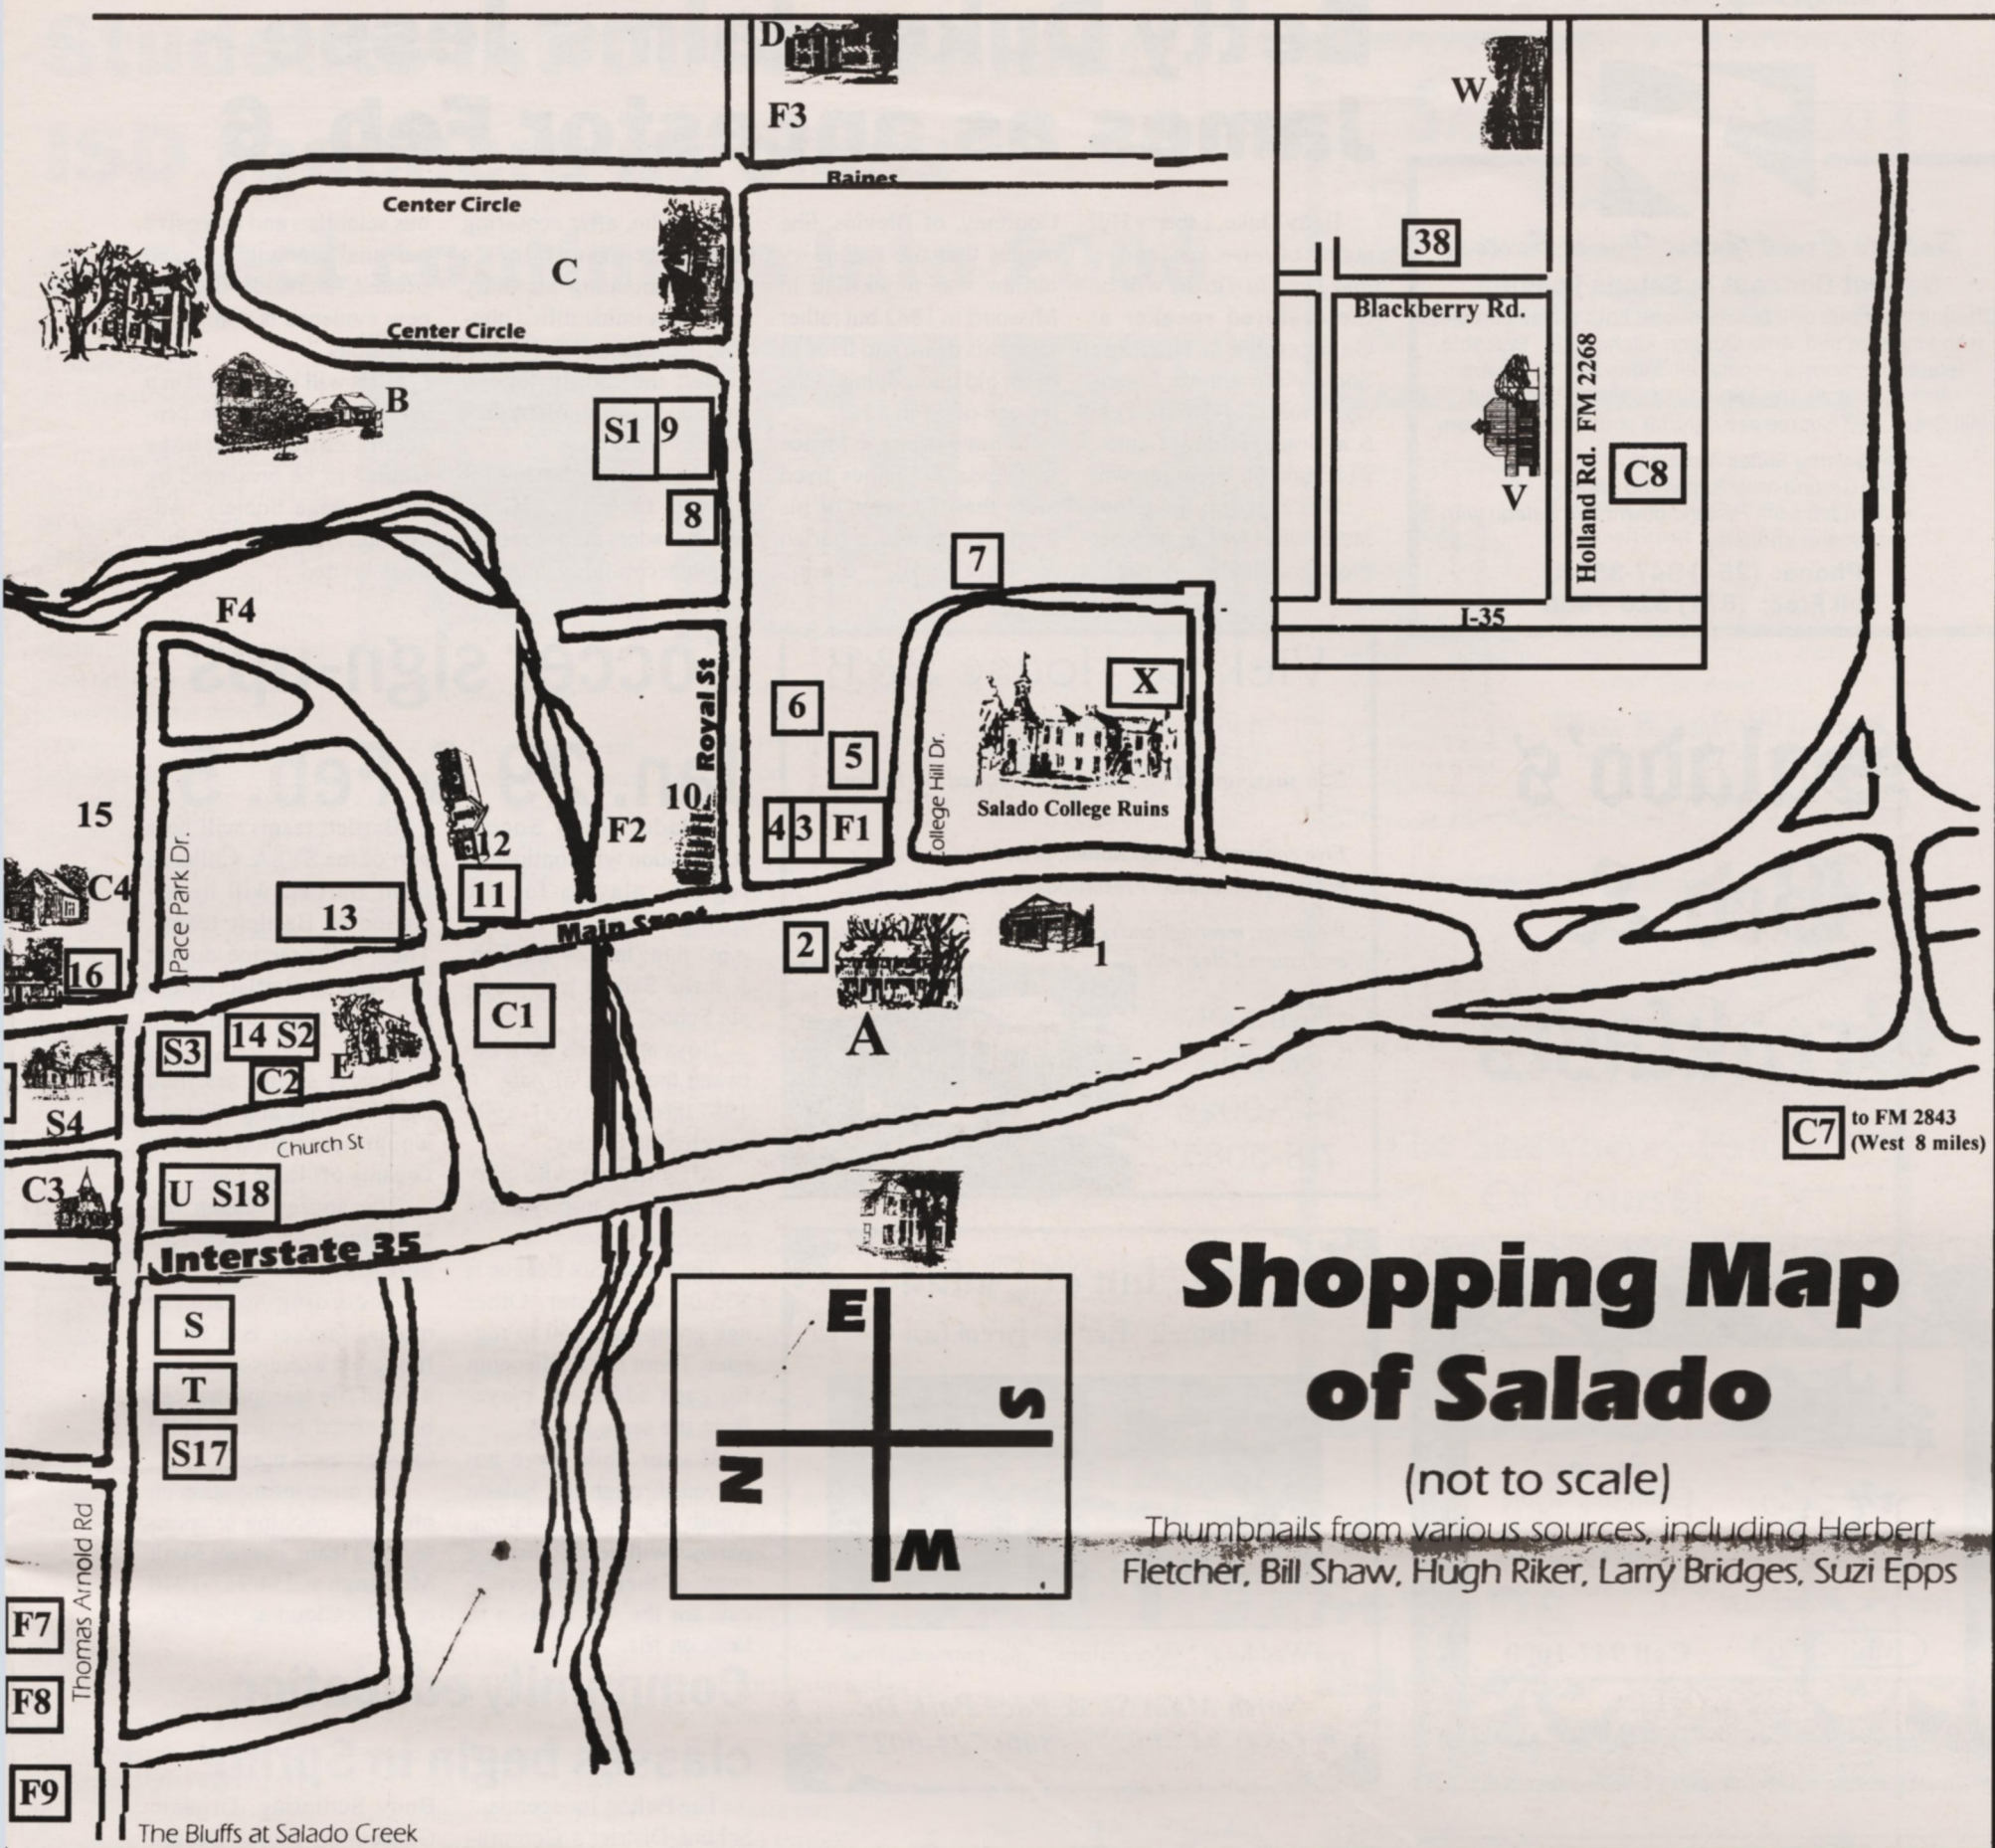 D
F3
W
Baines
Center Circle
C
38
Center Circle
Blackberry Rd.
B
S1 9
Holland Rd. FM 2268
C8
V
8
7
F4
I-35
Royal St
6
X
5
College Hill Dr.
Salado College Ruins
15
10
4 3 F1
F2
12
Pace Park Dr.
C4
11
13
Main Sreet
2
1
16
C1
A
14 S2
S3
E
C2
S4
Church St
C7
to FM 2843
(West 8 miles)
C3
U S18
Interstate 35
Shopping Map
of Salado
(not to scale)
Thumbnails from various sources, including Herbert
Fletcher, Bill Shaw, Hugh Riker, Larry Bridges, Suzi Epps
E
S
N
W
S
T
S17
Thomas Arnold Rd
F7
F8
F9
The Bluffs at Salado Creek